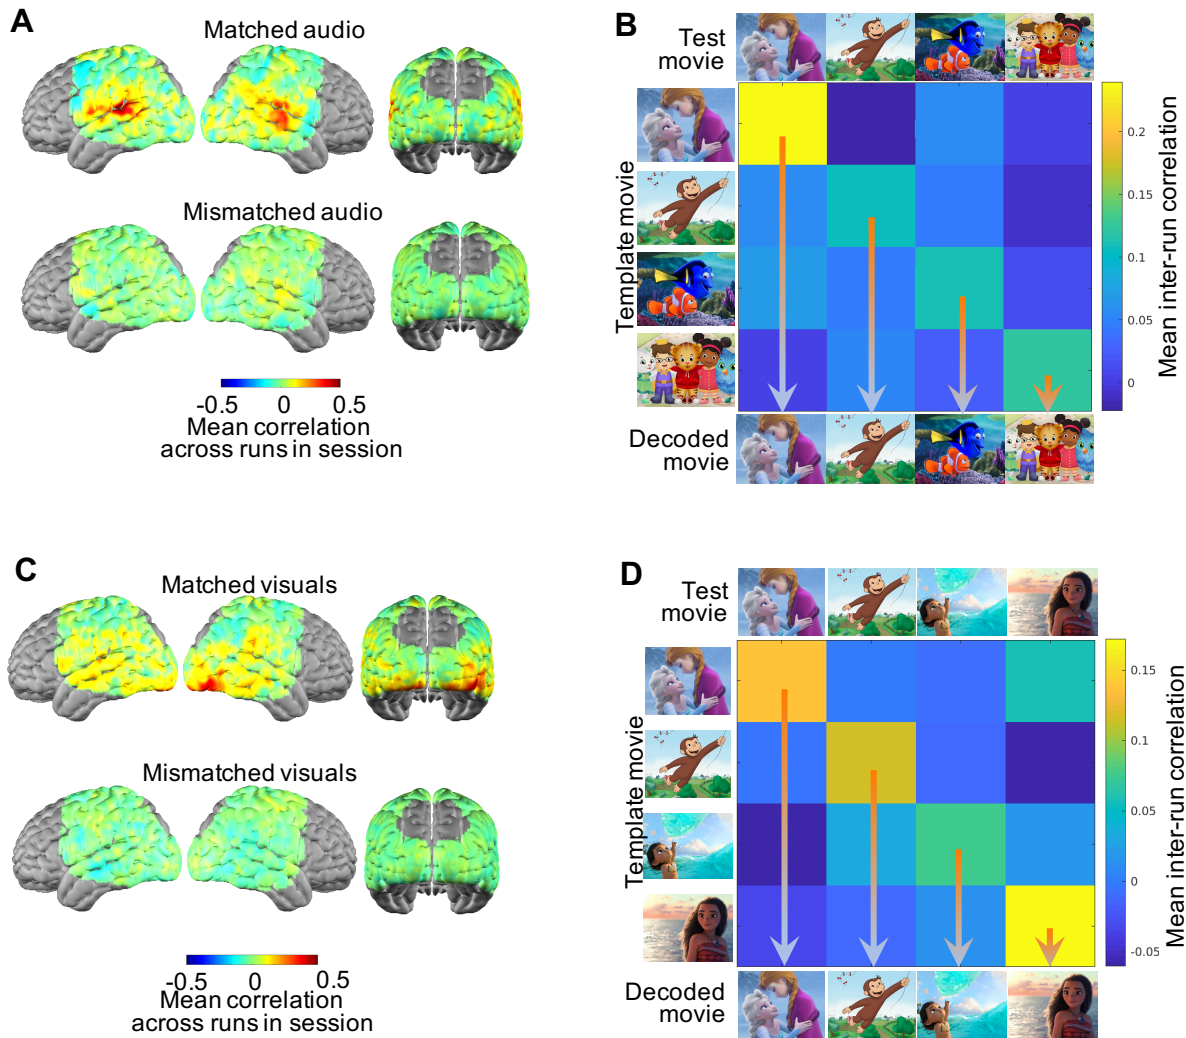 A
Matched audio
Mismatched audio
-0.5 0 0.5
Mean correlation
across runs in session
B
Test
movie
Template movie
Decoded
movie
0.2
0.15
0.1
0.05
0
Mean inter-run correlation
C
Matched visuals
Mismatched visuals
-0.5 0 0.5
Mean correlation
across runs in session
D
Test
movie
Template movie
Decoded
movie
0.15
0.1
0.05
0
-0.05
Mean inter-run correlation